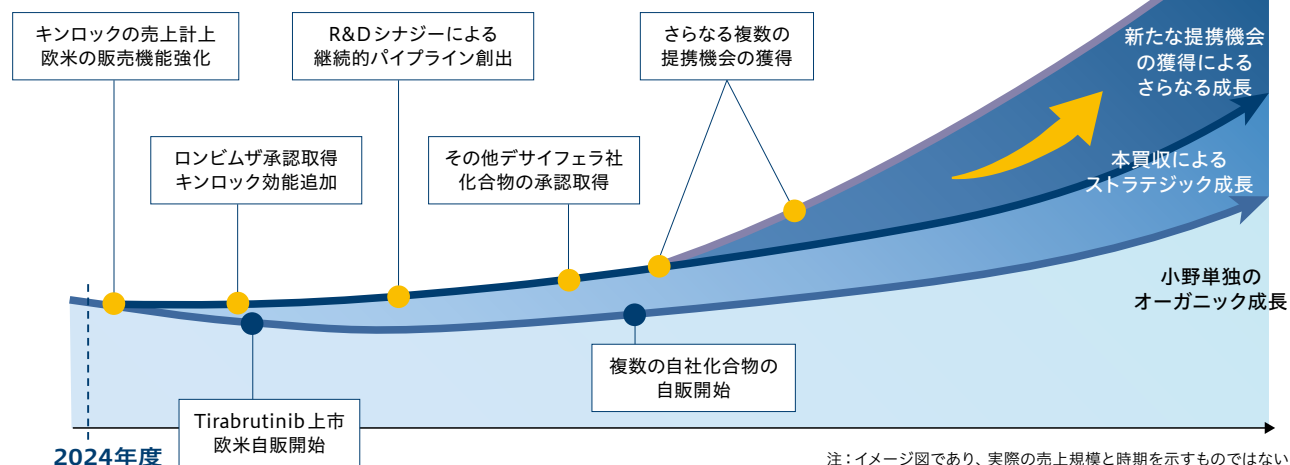 キンロックの売上計上
欧米の販売機能強化
R&Dシナジーによる
継続的パイプライン創出
さらなる複数の
提携機会の獲得
新たな提携機会
の獲得による
さらなる成長
ロンビムザ承認取得
キンロック効能追加
その他デサイフェラ社
化合物の承認取得
本買収による
ストラテジック成長
小野単独の
オーガニック成長
複数の自社化合物の
自販開始
Tirabrutinib上市
欧米自販開始
2024年度
注：イメージ図であり、実際の売上規模と時期を示すものではない